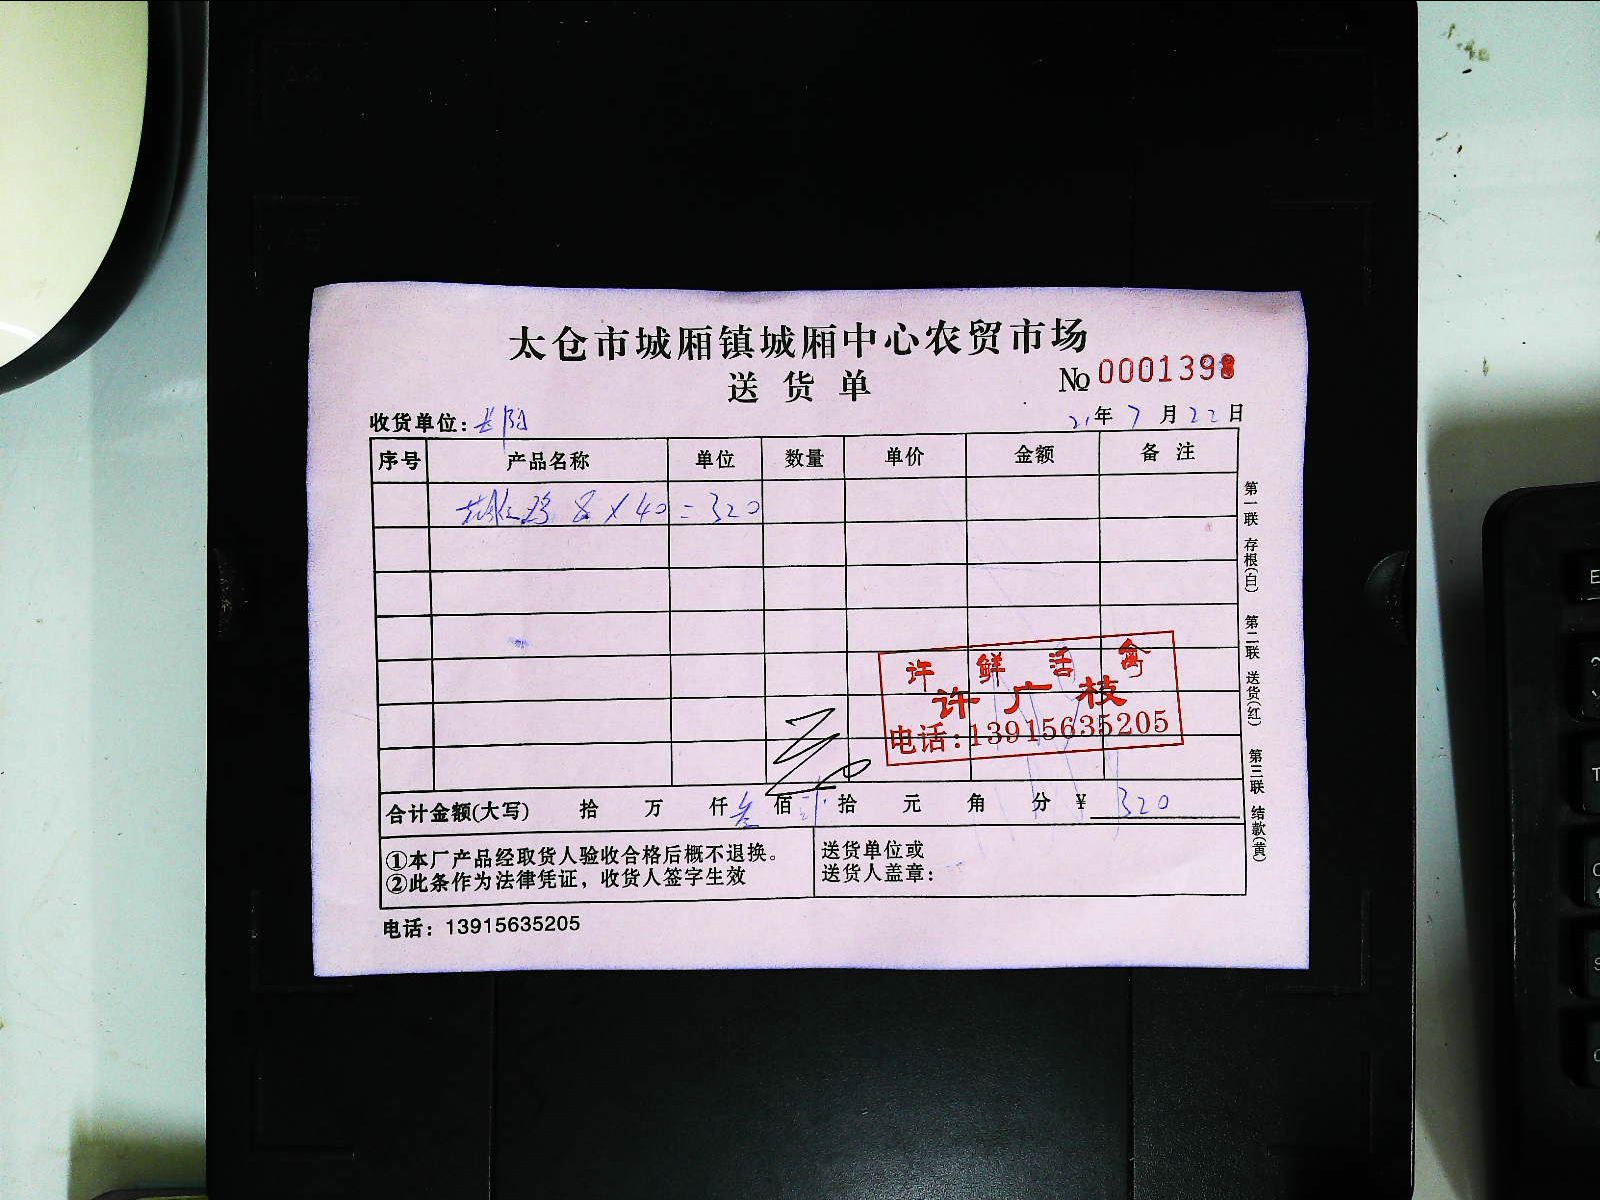 太仓市城厢镇城厢中心农贸市场
送货单
№ 0001398
收货单位:
21年7月22日
序号 产品名称 单位 数量 单价 金额 备注
8×40=320
许鲜活禽
许广枝
电话:13915635205
合计金额(大写) 拾 万 仟叁佰贰拾 元 角 分 ¥320
①本厂产品经取货人验收合格后概不退换。
②此条作为法律凭证，收货人签字生效
送货单位或
送货人盖章:
电话：13915635205
第一联 存根(白) 第二联 送货(红) 第三联 结款(黄)